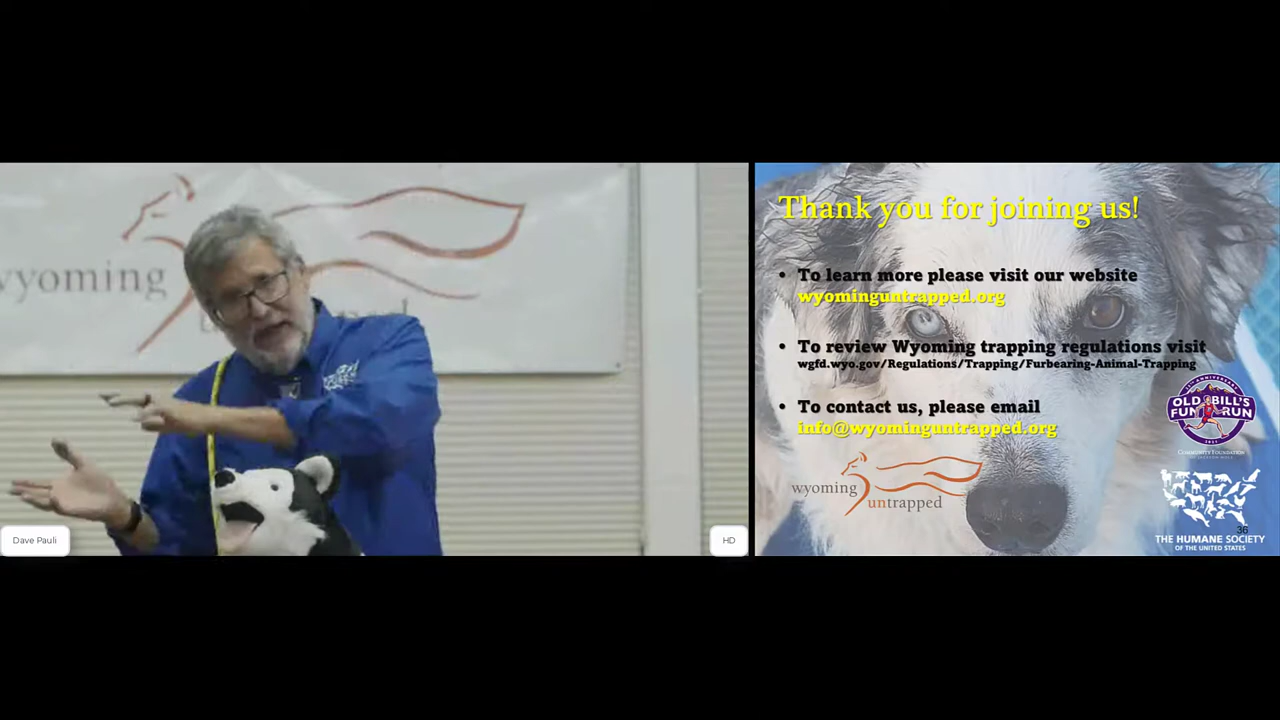 wyoming
Dave Pauli
HD
Thank you for joining us!
• To learn more please visit our website
wyominguntrapped.org
• To review Wyoming trapping regulations visit
wgfd.wyo.gov/Regulations/Trapping/Furbearing-Animal-Trapping
• To contact us, please email
info@wyominguntrapped.org
wyoming
untrapped
OLD BILL'S
FUN RUN
36
THE HUMANE SOCIETY
OF THE UNITED STATES